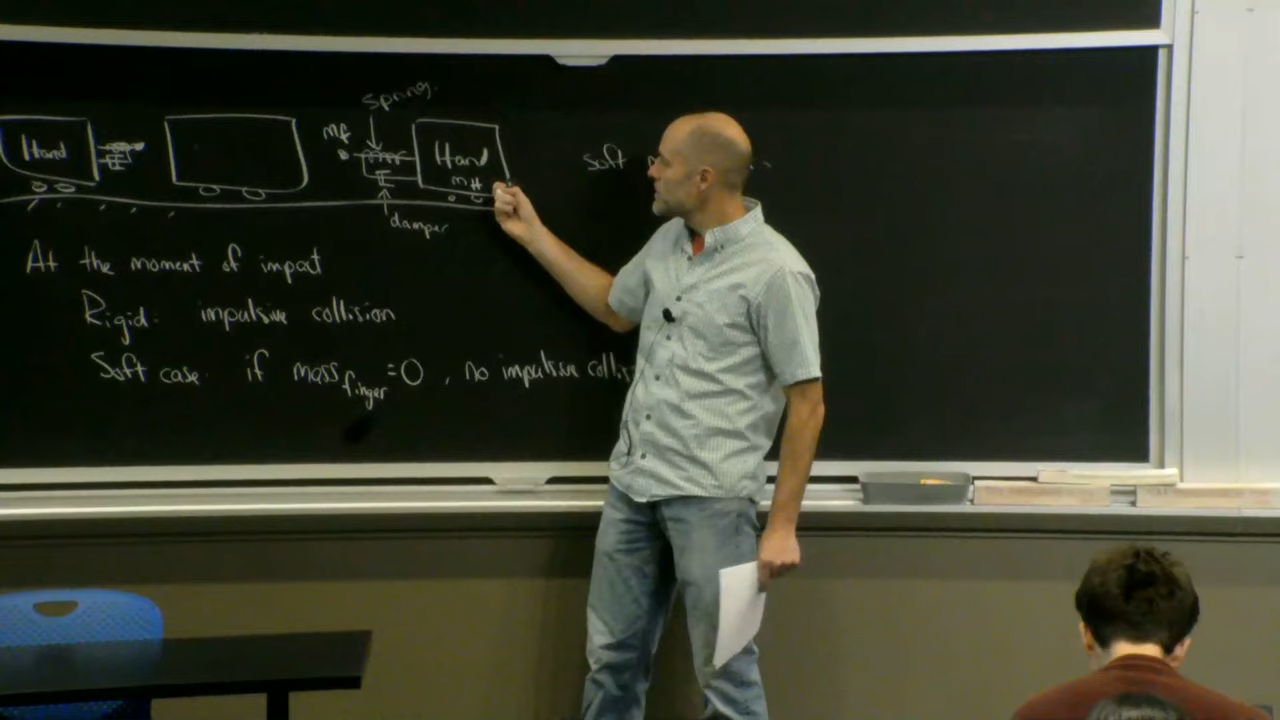 spring.
mf
Hand
Hand
mH
soft
damper
At the moment of impact
Rigid: impulsive collision
Soft case: if mass finger = 0, no impulsive collis